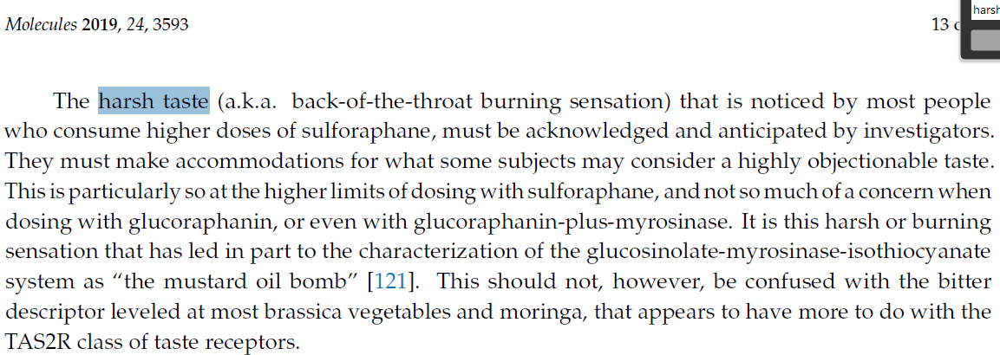 Molecules 2019, 24, 3593
13
harsh
The harsh taste (a.k.a. back-of-the-throat burning sensation) that is noticed by most people
who consume higher doses of sulforaphane, must be acknowledged and anticipated by investigators.
They must make accommodations for what some subjects may consider a highly objectionable taste.
This is particularly so at the higher limits of dosing with sulforaphane, and not so much of a concern when
dosing with glucoraphanin, or even with glucoraphanin-plus-myrosinase. It is this harsh or burning
sensation that has led in part to the characterization of the glucosinolate-myrosinase-isothiocyanate
system as “the mustard oil bomb” [121]. This should not, however, be confused with the bitter
descriptor leveled at most brassica vegetables and moringa, that appears to have more to do with the
TAS2R class of taste receptors.